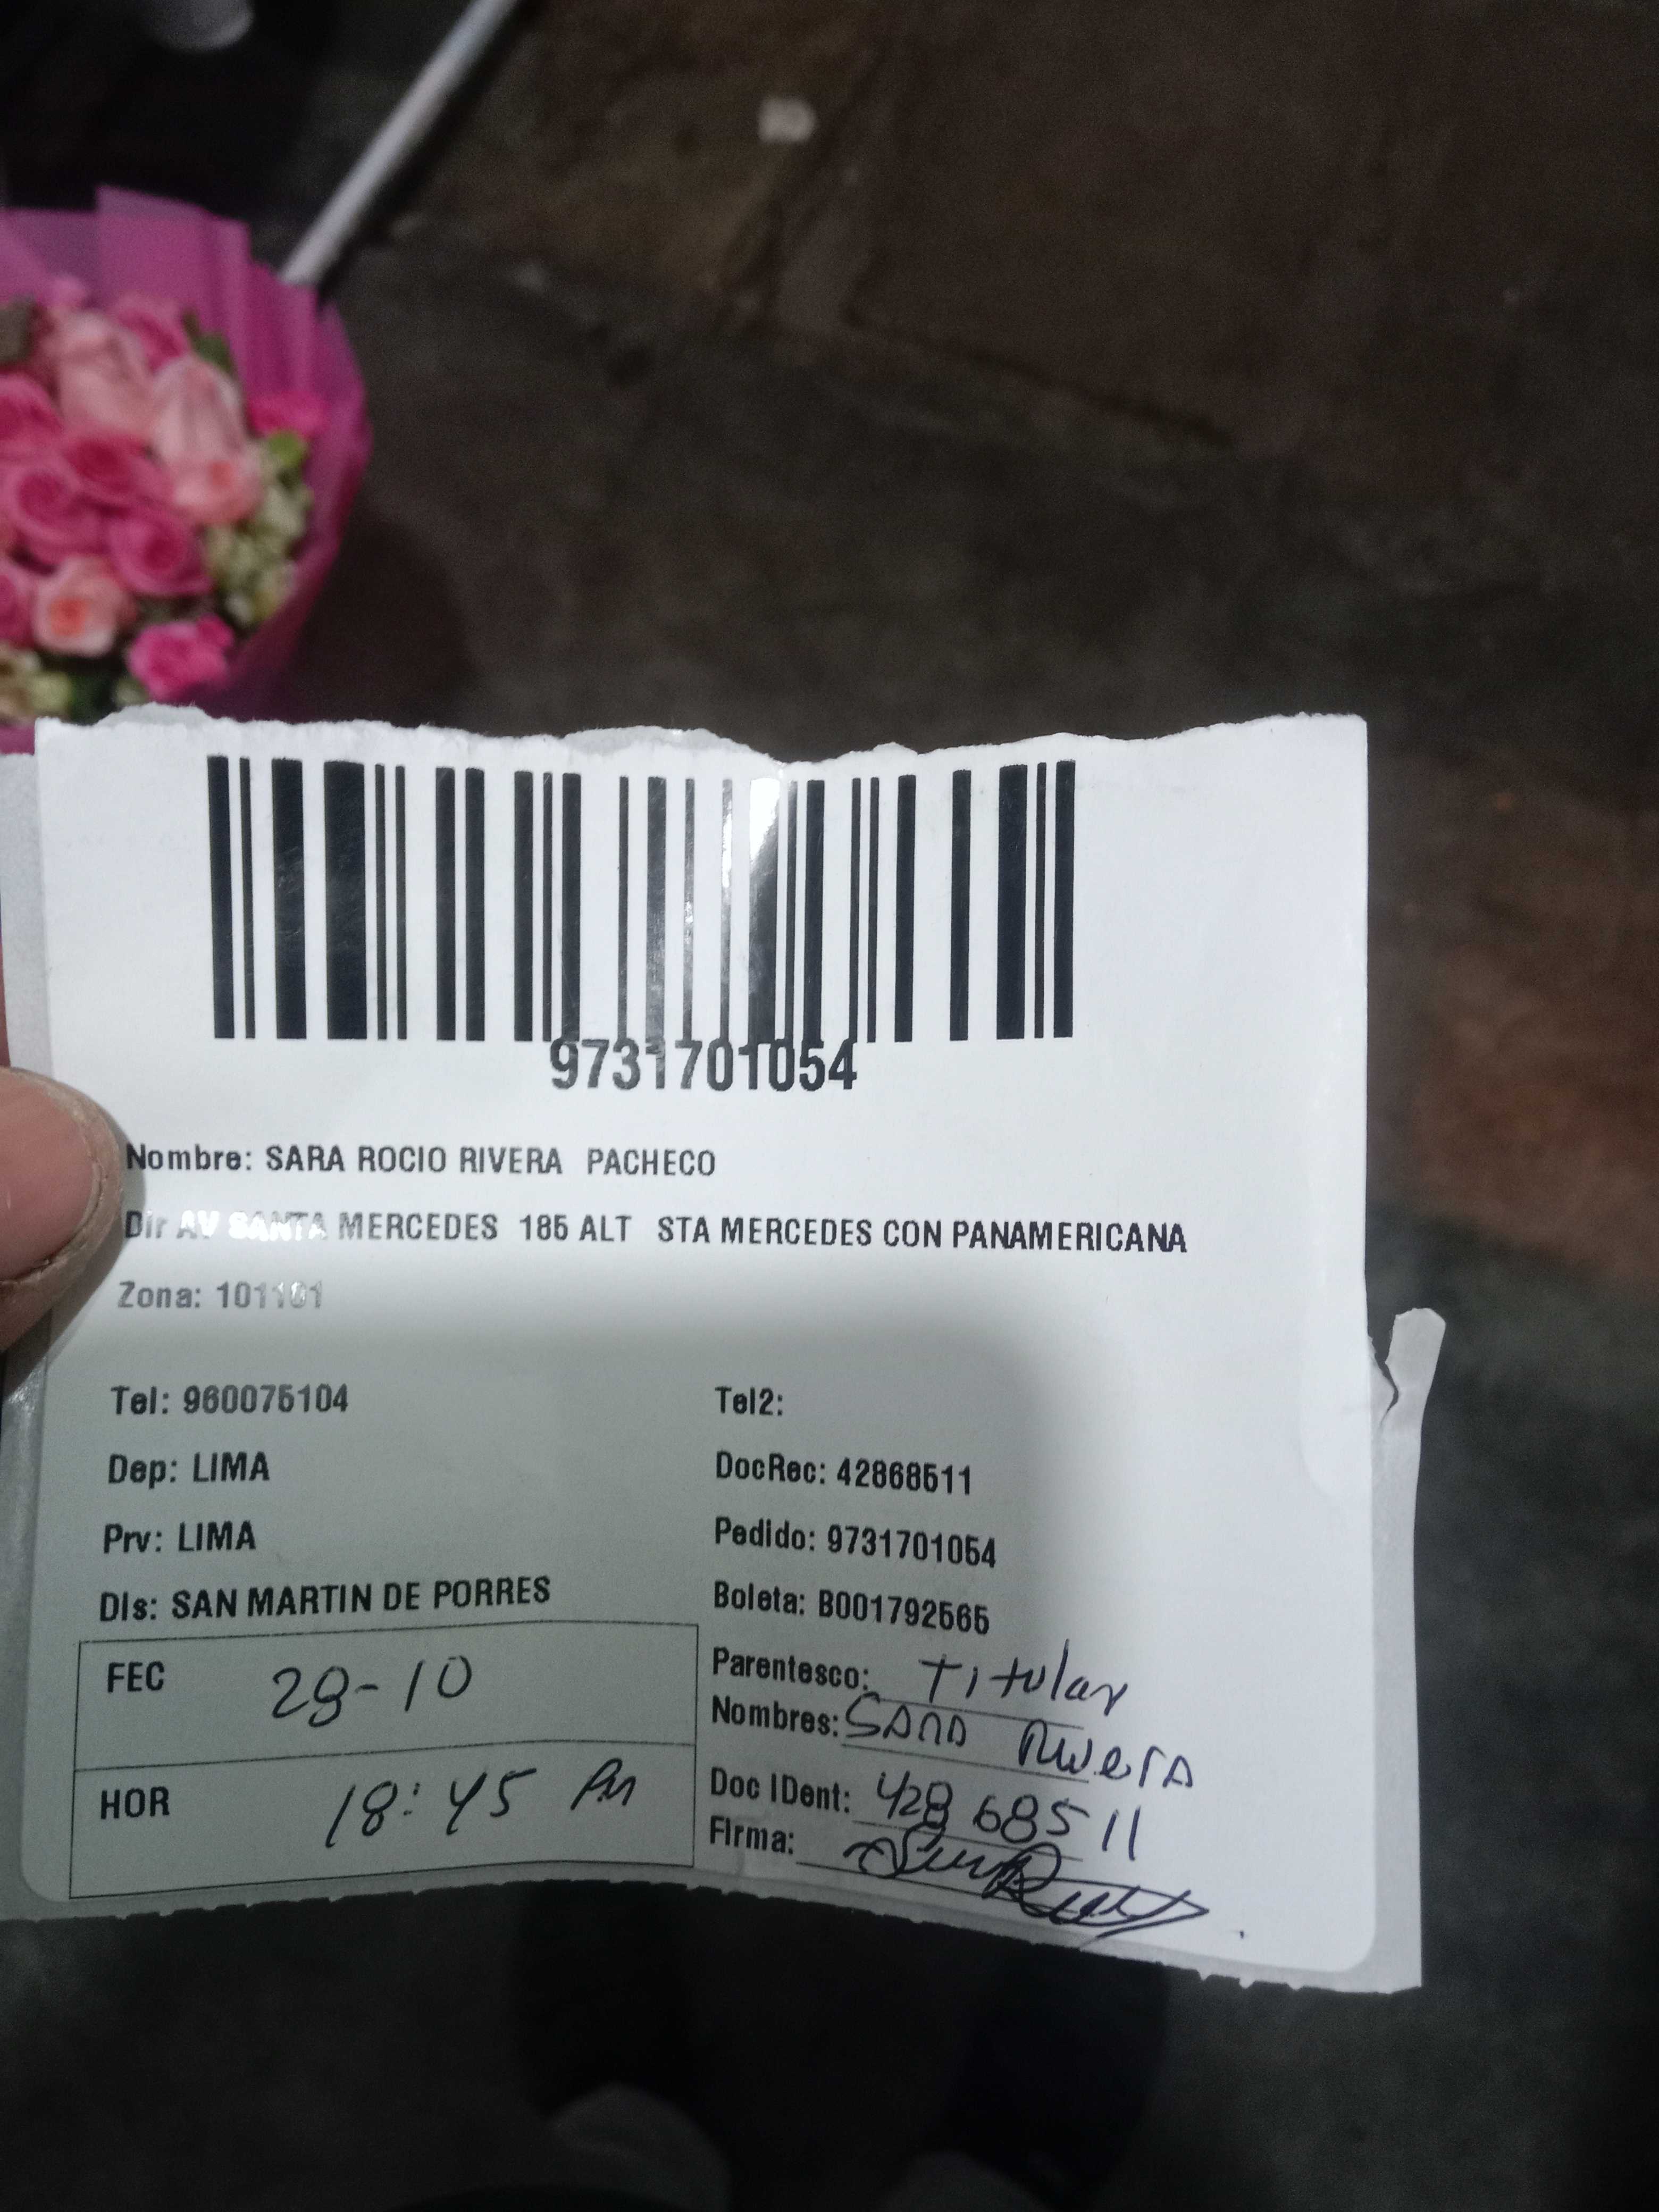 9731701054
Nombre: SARA ROCIO RIVERA PACHECO
Dir AV SANTA MERCEDES 185 ALT STA MERCEDES CON PANAMERICANA
Zona: 101101
Tel: 960075104
Tel2:
Dep: LIMA
DocRec: 42868511
Prv: LIMA
Pedido: 9731701054
Dis: SAN MARTIN DE PORRES
Boleta: B001792565
FEC 28-10
HOR 18:45 PM
Parentesco: Titular
Nombres: SARA RIVERA
Doc IDent: 42868511
Firma: